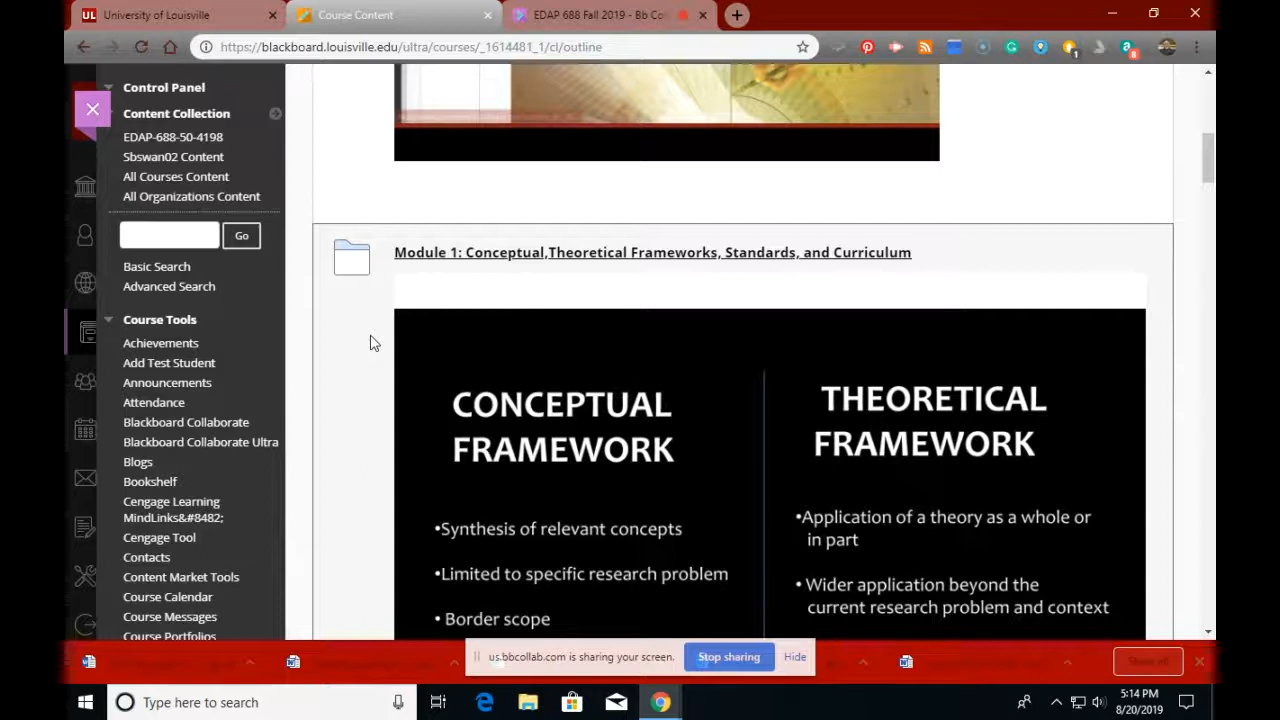 University of Louisville
Course Content
EDAP 688 Fall 2019 - Bb Co
https://blackboard.louisville.edu/ultra/courses/_1614481_1/cl/outline
Control Panel
Content Collection
EDAP-688-50-4198
Sbswan02 Content
All Courses Content
All Organizations Content
Go
Basic Search
Advanced Search
Course Tools
Achievements
Add Test Student
Announcements
Attendance
Blackboard Collaborate
Blackboard Collaborate Ultra
Blogs
Bookshelf
Cengage Learning
MindLinks&#8482;
Cengage Tool
Contacts
Content Market Tools
Course Calendar
Course Messages
Course Portfolios
Module 1: Conceptual,Theoretical Frameworks, Standards, and Curriculum
CONCEPTUAL
FRAMEWORK
•Synthesis of relevant concepts
•Limited to specific research problem
• Border scope
THEORETICAL
FRAMEWORK
•Application of a theory as a whole or
in part
• Wider application beyond the
current research problem and context
us.bbcollab.com is sharing your screen.
Stop sharing
Hide
Show all
Type here to search
5:14 PM
8/20/2019